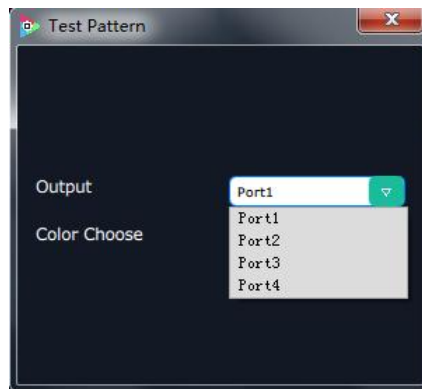 Test Pattern
Output
Port1
Color Choose
Port1
Port2
Port3
Port4